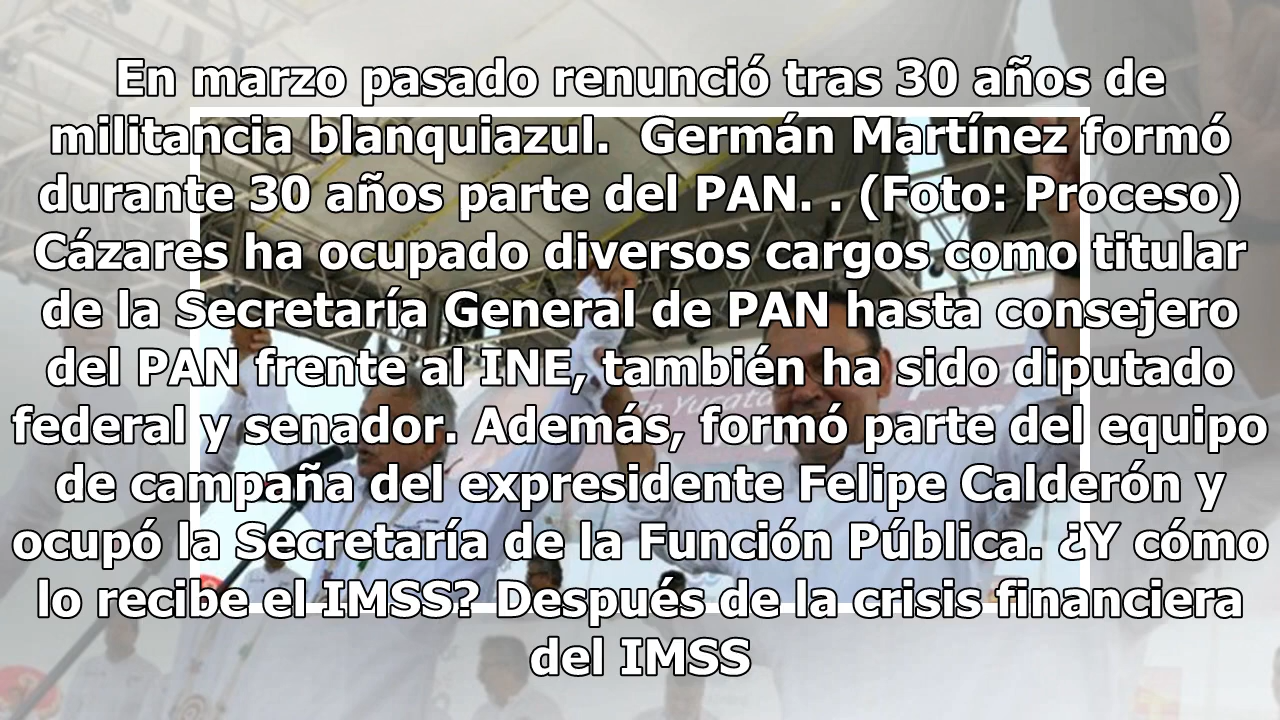 En marzo pasado renunció tras 30 años de
militancia blanquiazul.  Germán Martínez formó
durante 30 años parte del PAN. . (Foto: Proceso)
Cázares ha ocupado diversos cargos como titular
de la Secretaría General de PAN hasta consejero
del PAN frente al INE, también ha sido diputado
federal y senador. Además, formó parte del equipo
de campaña del expresidente Felipe Calderón y
ocupó la Secretaría de la Función Pública. ¿Y cómo
lo recibe el IMSS? Después de la crisis financiera
del IMSS